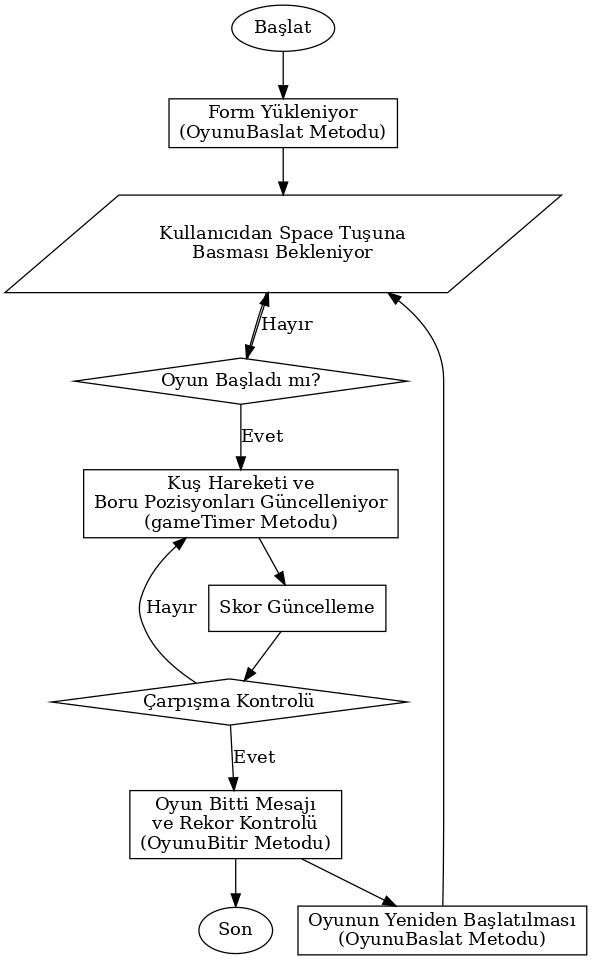 Başlat
Form Yükleniyor
(OyunuBaslat Metodu)
Kullanıcıdan Space Tuşuna
Basması Bekleniyor
Hayır
Oyun Başladı mı?
Evet
Kuş Hareketi ve
Boru Pozisyonları Güncelleniyor
(gameTimer Metodu)
Hayır
Skor Güncelleme
Çarpışma Kontrolü
Evet
Oyun Bitti Mesajı
ve Rekor Kontrolü
(OyunuBitir Metodu)
Son
Oyunun Yeniden Başlatılması
(OyunuBaslat Metodu)